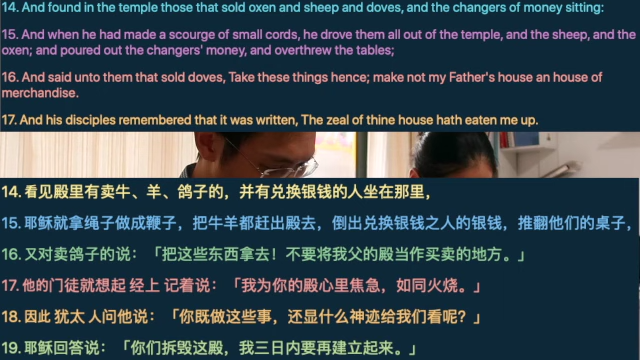 14. And found in the temple those that sold oxen and sheep and doves, and the changers of money sitting:
15. And when he had made a scourge of small cords, he drove them all out of the temple, and the sheep, and the
oxen; and poured out the changers' money, and overthrew the tables;
16. And said unto them that sold doves, Take these things hence; make not my Father's house an house of
merchandise.
17. And his disciples remembered that it was written, The zeal of thine house hath eaten me up.
14. 看见殿里有卖牛、羊、鸽子的，并有兑换银钱的人坐在那里，
15. 耶稣就拿绳子做成鞭子，把牛羊都赶出殿去，倒出兑换银钱之人的银钱，推翻他们的桌子，
16. 又对卖鸽子的说：「把这些东西拿去！不要将我父的殿当作买卖的地方。」
17. 他的门徒就想起 经上 记着说：「我为你的殿心里焦急，如同火烧。」
18. 因此 犹太 人问他说：「你既做这些事，还显什么神迹给我们看呢？」
19. 耶稣回答说：「你们拆毁这殿，我三日内要再建立起来。」